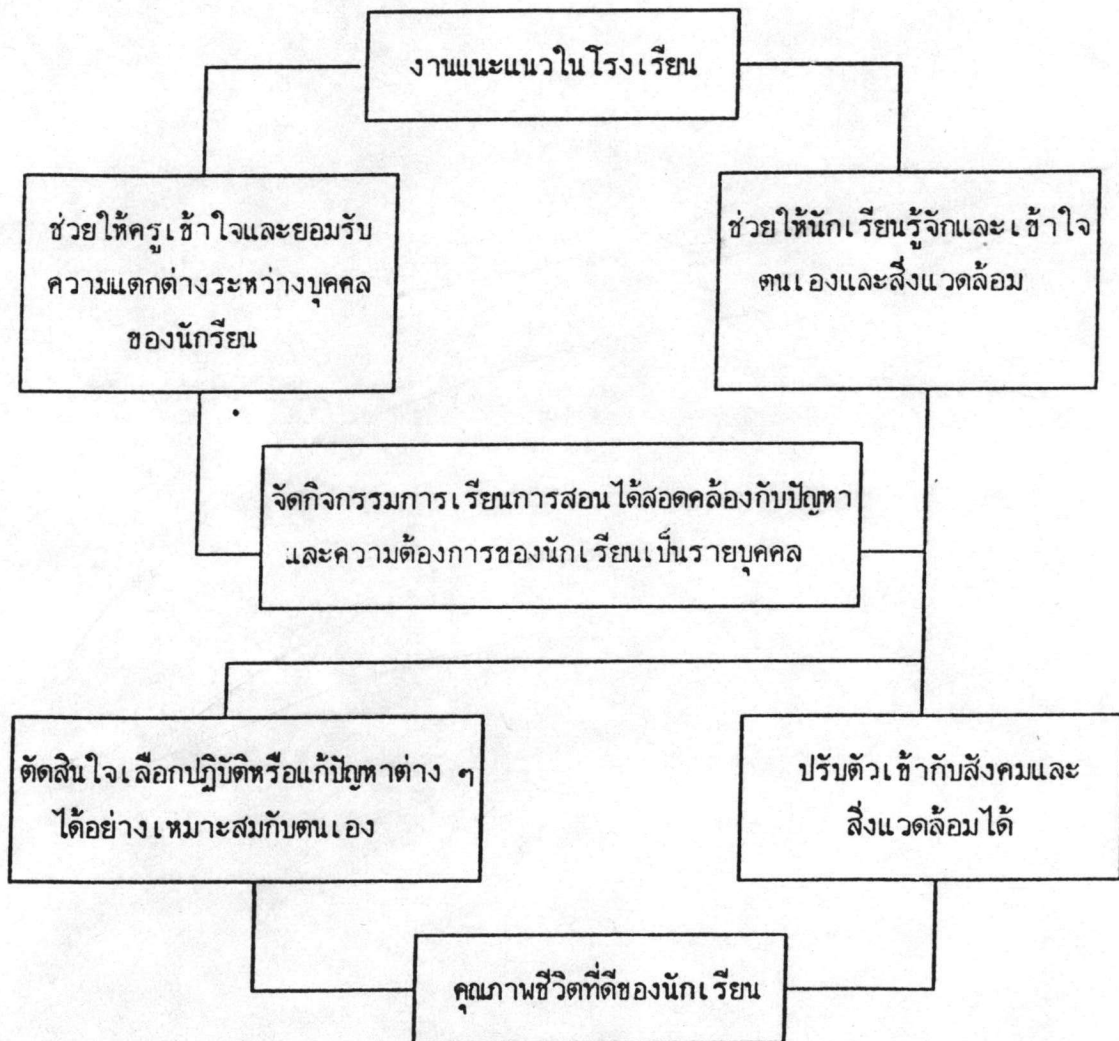 งานแนะแนวในโรงเรียน
ช่วยให้ครูเข้าใจและยอมรับ
ความแตกต่างระหว่างบุคคล
ของนักรียน
ช่วยให้นักเรียนรู้จักและเข้าใจ
ตนเองและสิ่งแวดล้อม
จัดกิจกรรมการเรียนการสอนได้สอดคล้องกับปัญหา
และความต้องการของนักเรียนเป็นรายบุคคล
ตัดสินใจเลือกปฏิบัติหรือแก้ปัญหาต่าง ๆ
ได้อย่างเหมาะสมกับตนเอง
ปรับตัวเข้ากับสังคมและ
สิ่งแวดล้อมได้
คุณภาพชีวิตที่ดีของนักเรียน